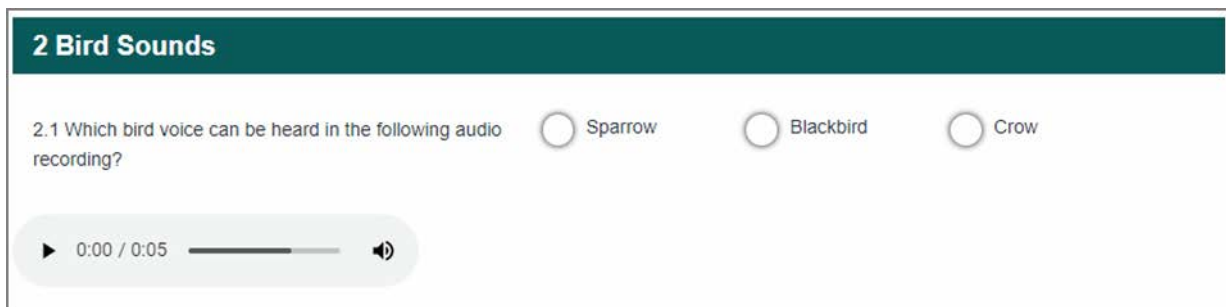 2 Bird Sounds
2.1 Which bird voice can be heard in the following audio
recording?
Sparrow
Blackbird
Crow
0:00 / 0:05